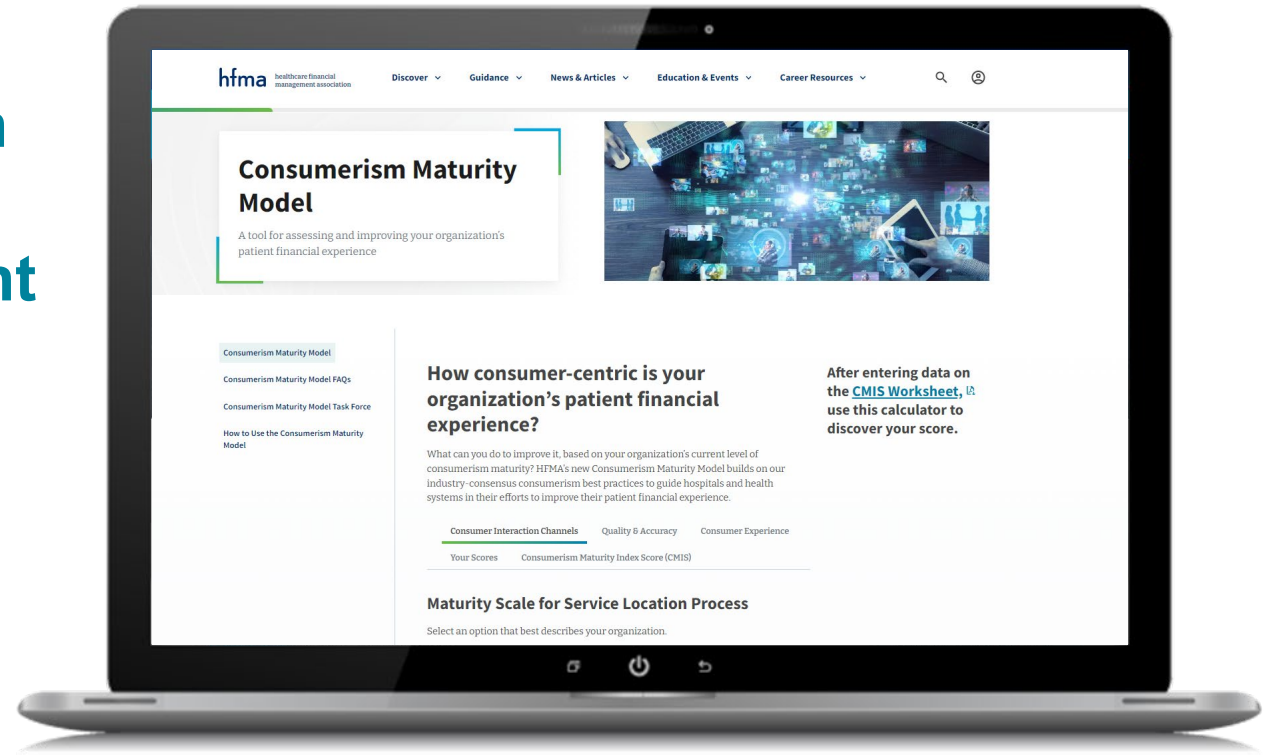 nt
hfma healthcare financial
management association
Discover Guidance News & Articles Education & Events Career Resources
Consumerism Maturity
Model
A tool for assessing and improving your organization's
patient financial experience
Consumerism Maturity Model
Consumerism Maturity Model FAQs
Consumerism Maturity Model Task Force
How to Use the Consumerism Maturity
Model
How consumer-centric is your
organization's patient financial
experience?
What can you do to improve it, based on your organization's current level of
consumerism maturity? HFMA's new Consumerism Maturity Model builds on our
industry-consensus consumerism best practices to guide hospitals and health
systems in their efforts to improve their patient financial experience.
Consumer Interaction Channels Quality & Accuracy Consumer Experience
Your Scores Consumerism Maturity Index Score (CMIS)
Maturity Scale for Service Location Process
Select an option that best describes your organization.
After entering data on
the CMIS Worksheet,
use this calculator to
discover your score.